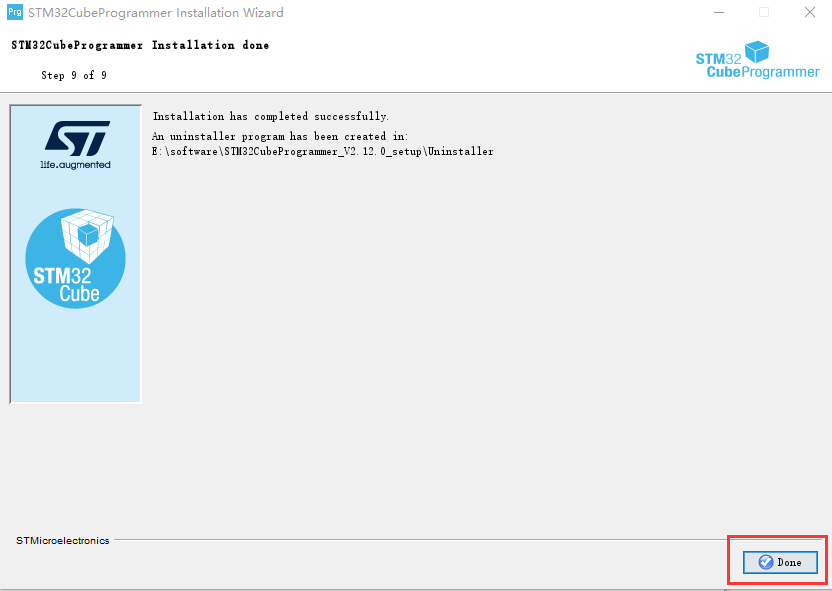 Prg STM32CubeProgrammer Installation Wizard
STM32CubeProgrammer Installation done
Step 9 of 9
STM32
CubeProgrammer
ST
life.augmented
STM32
Cube
Installation has completed successfully.
An uninstaller program has been created in:
E:\software\STM32CubeProgrammer_V2.12.0_setup\Uninstaller
STMicroelectronics
Done